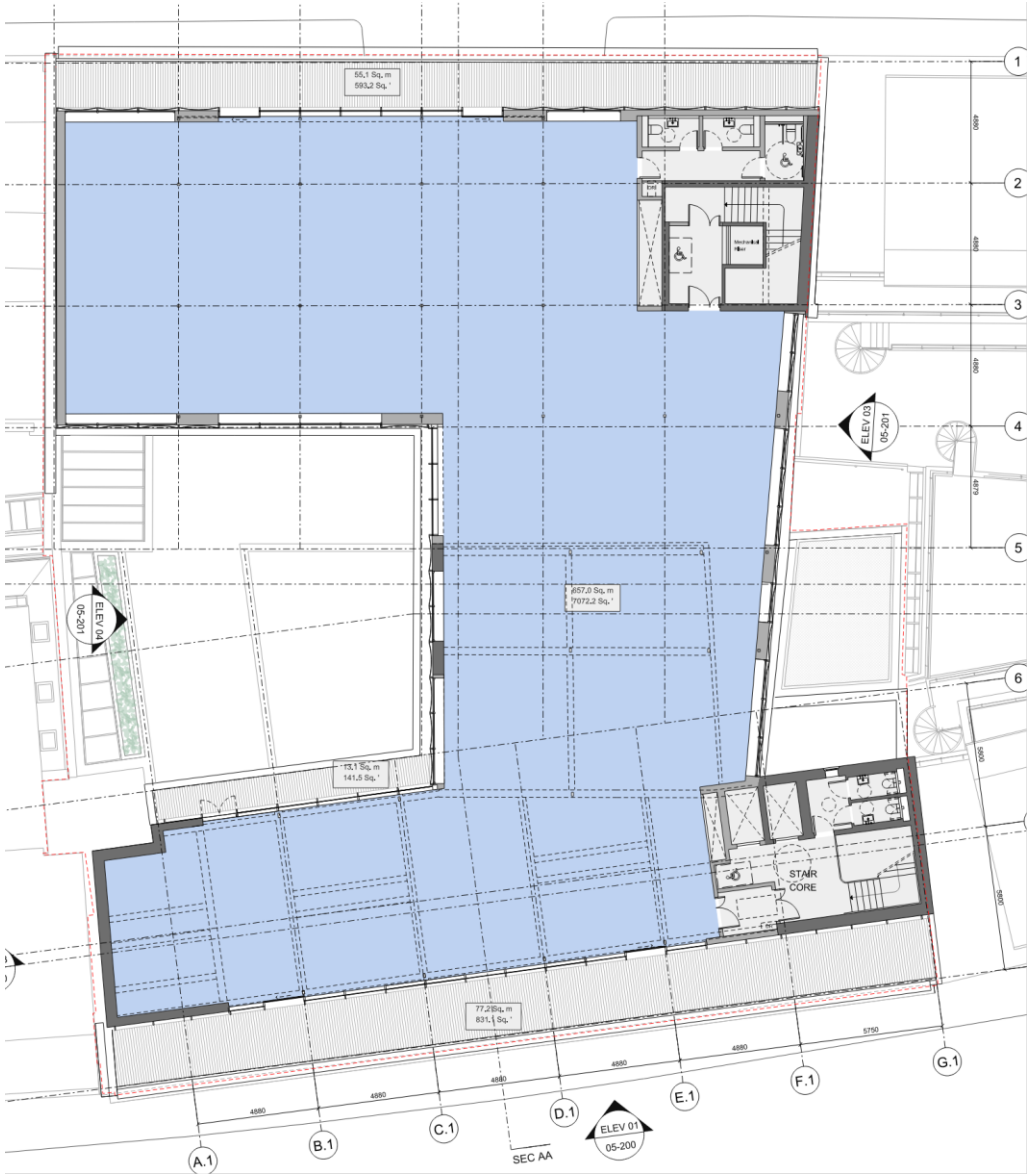 55.1 Sq. m
593.2 Sq. '
1
4880
2
4880
Mechanical
Riser
3
4880
4
ELEV 03
05-201
4879
5
657.0 Sq. m
7072.2 Sq. '
ELEV 04
05-201
6
5800
13.1 Sq. m
141.5 Sq. '
STAIR
CORE
5800
77.2 Sq. m
831.1 Sq. '
4880
4880
4880
4880
4880
5750
A.1
B.1
C.1
D.1
E.1
F.1
G.1
SEC AA
ELEV 01
05-200